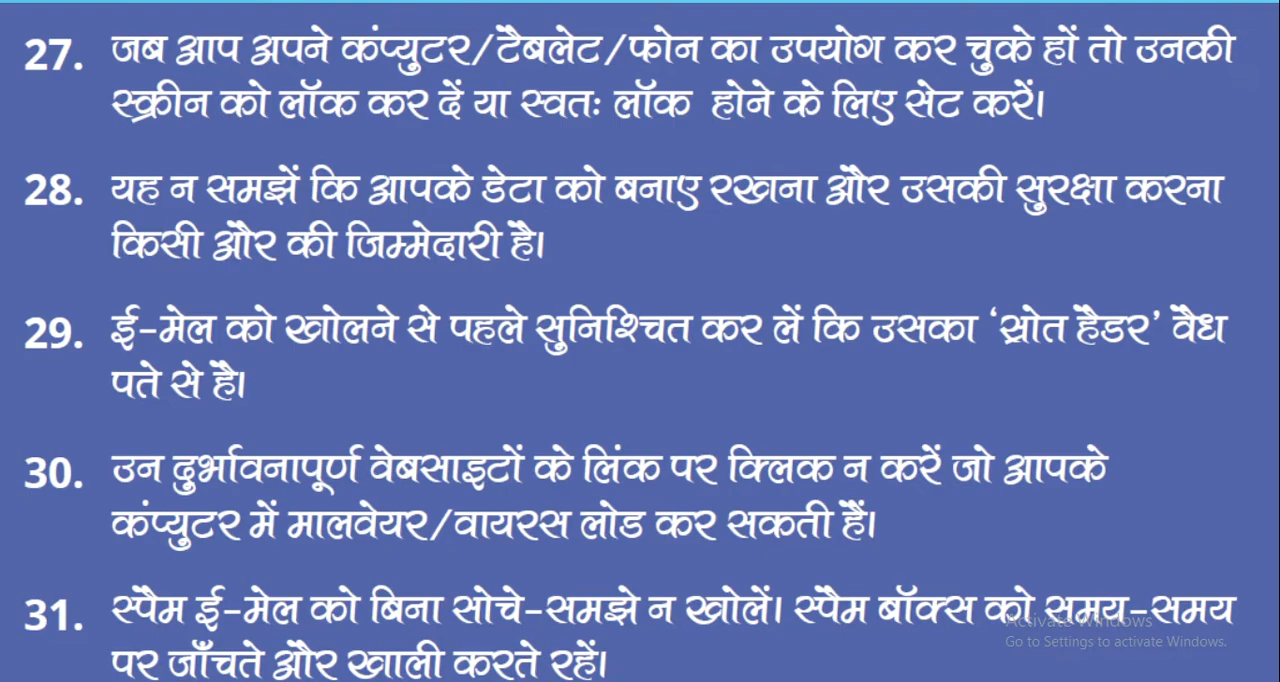 27. जब आप अपने कंप्युटर/टैबलेट/फोन का उपयोग कर चुके हों तो उनकी
स्क्रीन को लॉक कर दें या स्वतः लॉक होने के लिए सेट करें।
28. यह न समझें कि आपके डेटा को बनाए रखना और उसकी सुरक्षा करना
किसी और की जिम्मेदारी है।
29. ई-मेल को खोलने से पहले सुनिश्चित कर लें कि उसका ‘स्रोत हैडर’ वैध
पते से है।
30. उन दुर्भावनापूर्ण वेबसाइटों के लिंक पर क्लिक न करें जो आपके
कंप्युटर में मालवेयर/वायरस लोड कर सकती हैं।
31. स्पैम ई-मेल को बिना सोचे-समझे न खोलें। स्पैम बॉक्स को समय-समय
पर जाँचते और खाली करते रहें।
Activate Windows
Go to Settings to activate Windows.